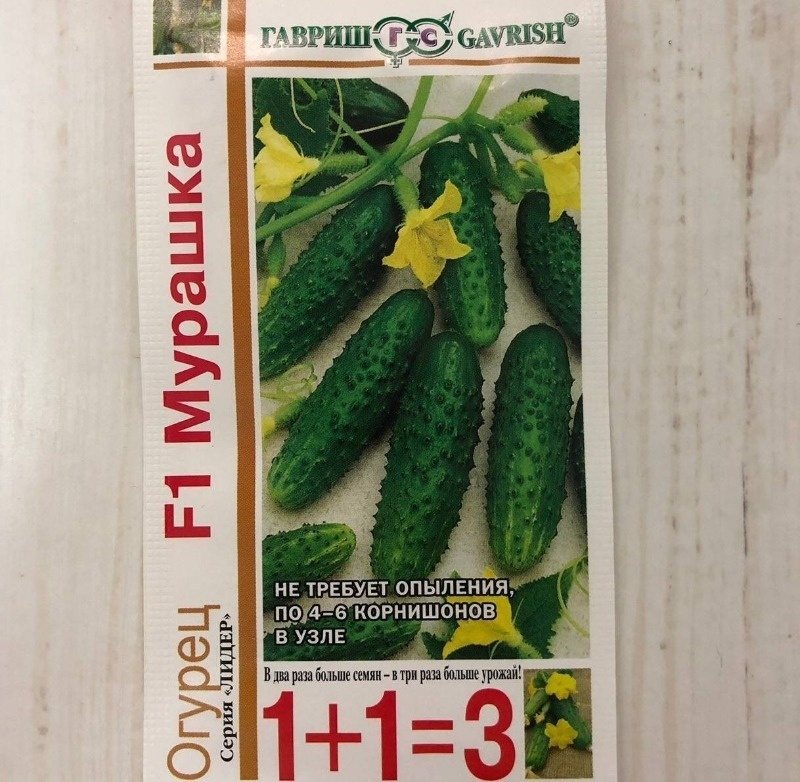 ГАВРИШ ГС GAVRISH®
Огурец F1 Мурашка
Серия «ЛИДЕР»
НЕ ТРЕБУЕТ ОПЫЛЕНИЯ,
ПО 4–6 КОРНИШОНОВ
В УЗЛЕ
В два раза больше семян – в три раза больше урожай!
1+1=3